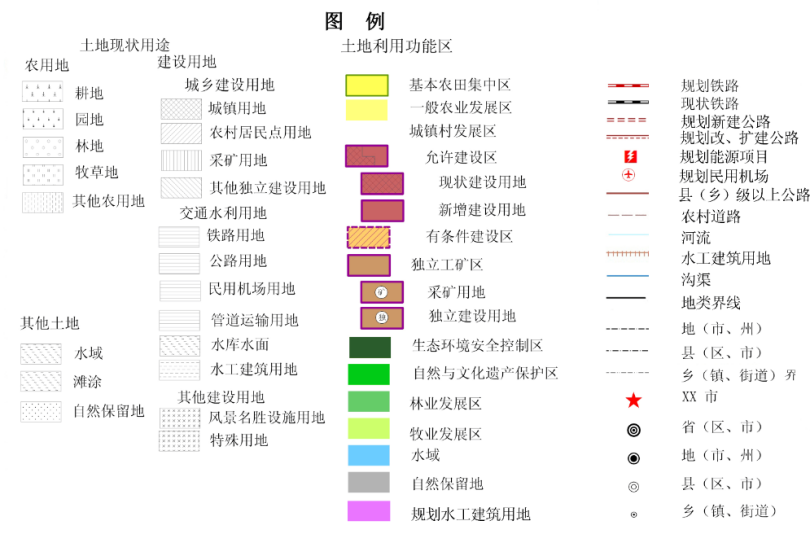 图 例
土地现状用途
农用地
耕地
园地
林地
牧草地
其他农用地
其他土地
水域
滩涂
自然保留地
建设用地
城乡建设用地
城镇用地
农村居民点用地
采矿用地
其他独立建设用地
交通水利用地
铁路用地
公路用地
民用机场用地
管道运输用地
水库水面
水工建筑用地
其他建设用地
风景名胜设施用地
特殊用地
土地利用功能区
基本农田集中区
一般农业发展区
城镇村发展区
允许建设区
现状建设用地
新增建设用地
有条件建设区
独立工矿区
矿
采矿用地
独
独立建设用地
生态环境安全控制区
自然与文化遗产保护区
林业发展区
牧业发展区
水域
自然保留地
规划水工建筑用地
规划铁路
现状铁路
规划新建公路
规划改、扩建公路
规划能源项目
规划民用机场
县（乡）级以上公路
农村道路
河流
水工建筑用地
沟渠
地类界线
地（市、州）
县（区、市）
乡（镇、街道）界
XX 市
省（区、市）
地（市、州）
县（区、市）
乡（镇、街道）